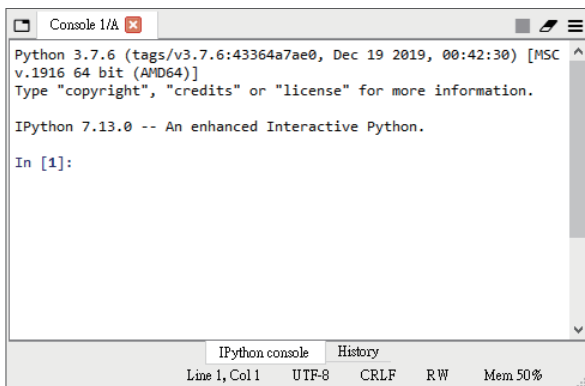 Console 1/A
Python 3.7.6 (tags/v3.7.6:43364a7ae0, Dec 19 2019, 00:42:30) [MSC
v.1916 64 bit (AMD64)]
Type "copyright", "credits" or "license" for more information.
IPython 7.13.0 -- An enhanced Interactive Python.
In [1]:
IPython console History
Line 1, Col 1 UTF-8 CRLF RW Mem 50%